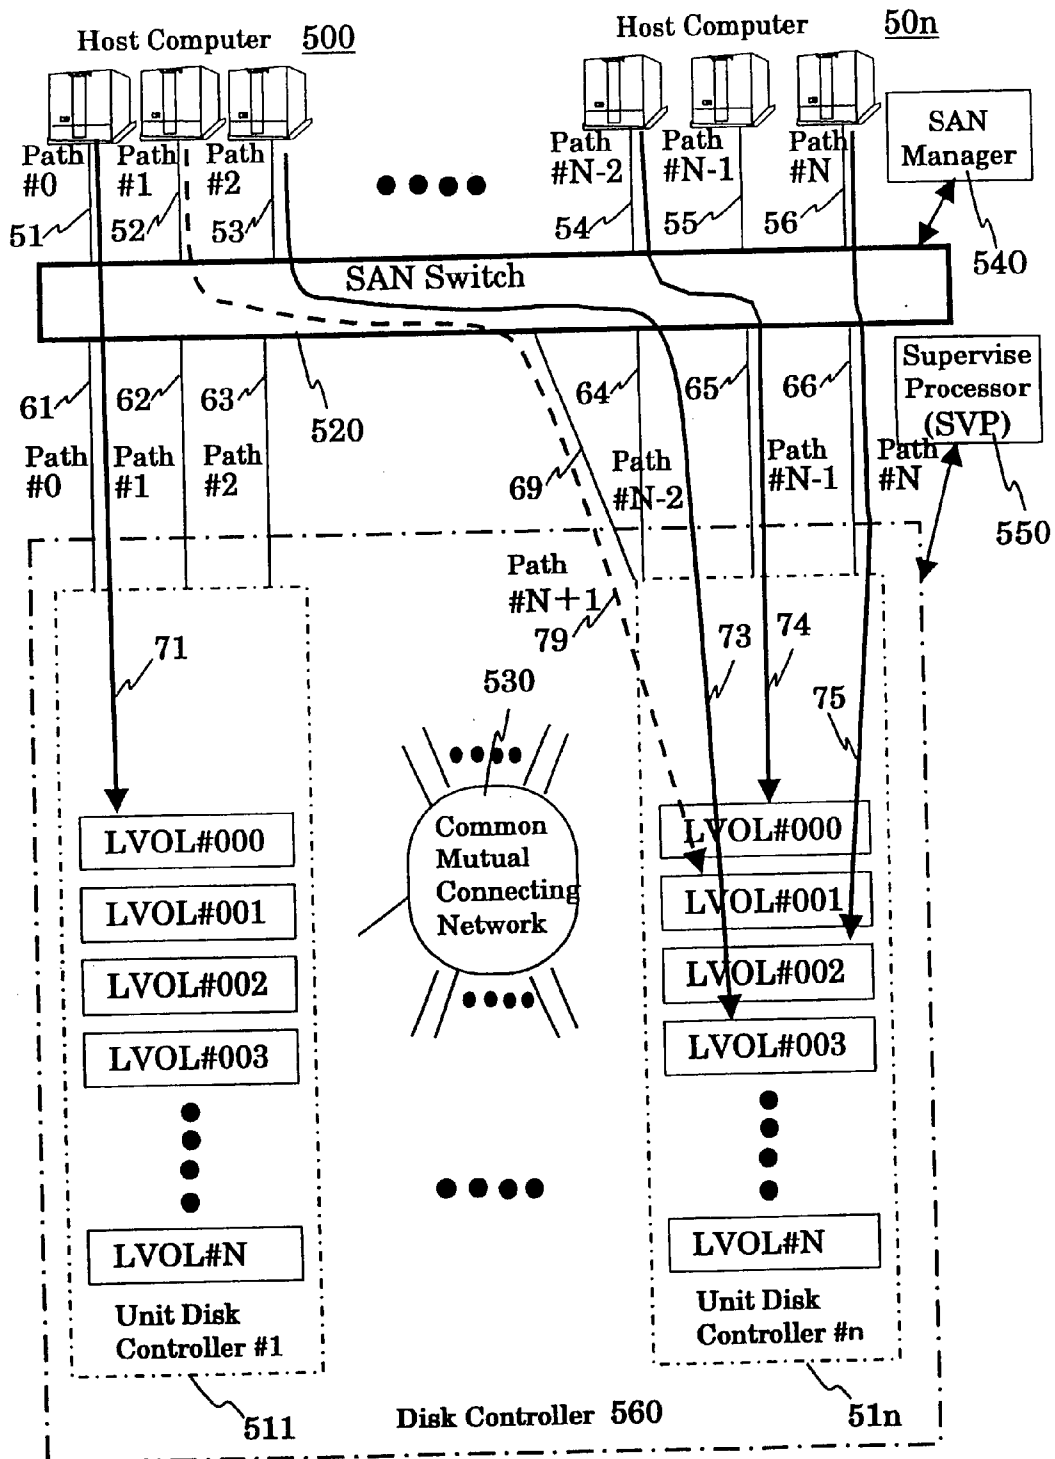 Host Computer 500
Host Computer 50n
Path #0
Path #1
Path #2
Path #N-2
Path #N-1
Path #N
SAN
Manager
51
52
53
54
55
56
540
SAN Switch
Supervise
Processor
(SVP)
61
62
63
520
64
65
66
Path #0
Path #1
Path #2
69
Path #N-2
Path #N-1
Path #N
550
Path
#N+1
79
71
530
73
74
75
Common
Mutual
Connecting
Network
LVOL#000
LVOL#001
LVOL#002
LVOL#003
LVOL#N
Unit Disk
Controller #1
LVOL#000
LVOL#001
LVOL#002
LVOL#003
LVOL#N
Unit Disk
Controller #n
511
Disk Controller 560
51n